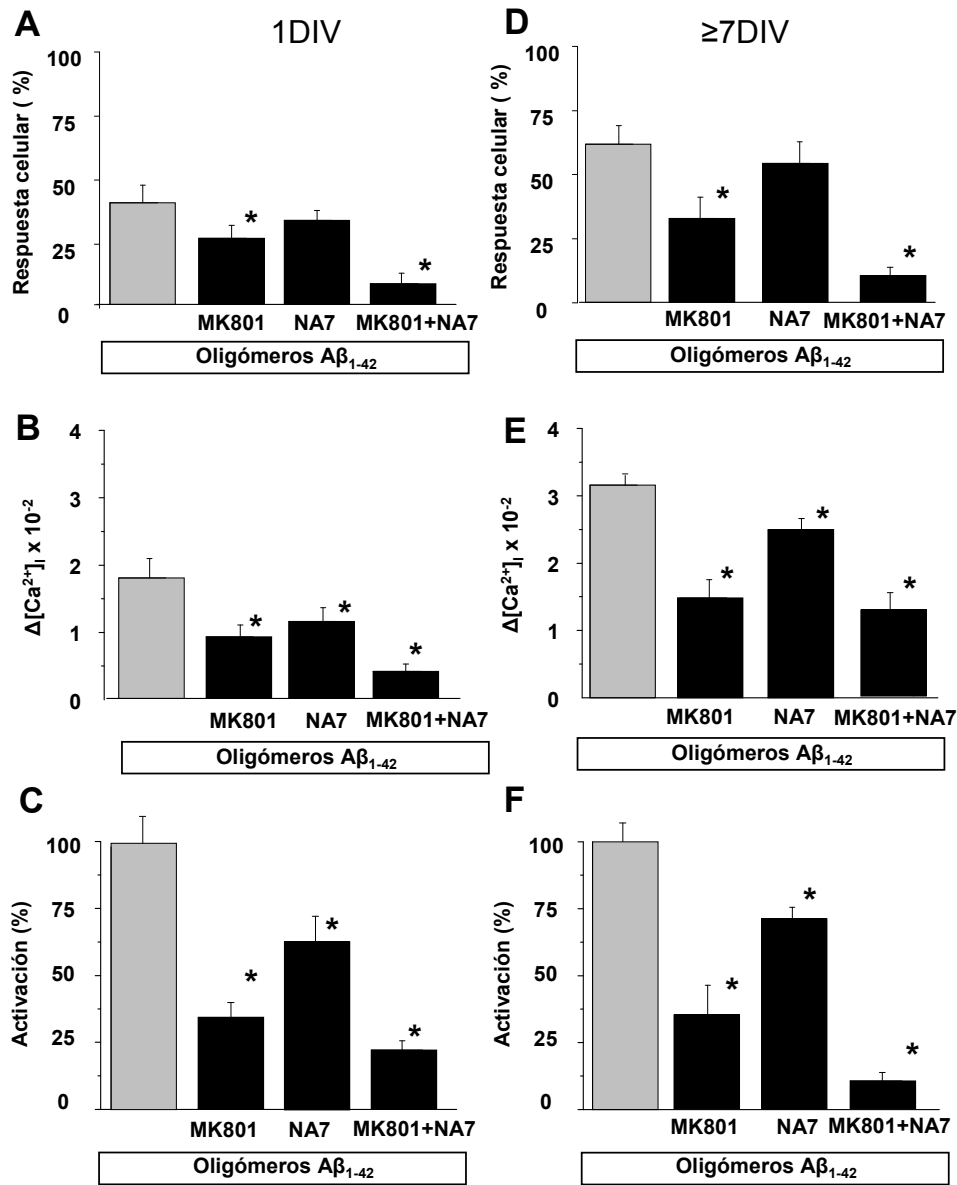 A
1DIV
Respuesta celular ( %)
100
75
50
25
0
*
*
MK801 NA7 MK801+NA7
Oligómeros Aβ1-42
D
≥7DIV
Respuesta celular ( %)
100
75
50
25
0
*
*
MK801 NA7 MK801+NA7
Oligómeros Aβ1-42
B
Δ[Ca²⁺]I x 10⁻²
4
3
2
1
0
*
*
*
MK801 NA7 MK801+NA7
Oligómeros Aβ1-42
E
Δ[Ca²⁺]I x 10⁻²
4
3
2
1
0
*
*
*
MK801 NA7 MK801+NA7
Oligómeros Aβ1-42
C
Activación (%)
100
75
50
25
0
*
*
*
MK801 NA7 MK801+NA7
Oligómeros Aβ1-42
F
Activación (%)
100
75
50
25
0
*
*
*
MK801 NA7 MK801+NA7
Oligómeros Aβ1-42